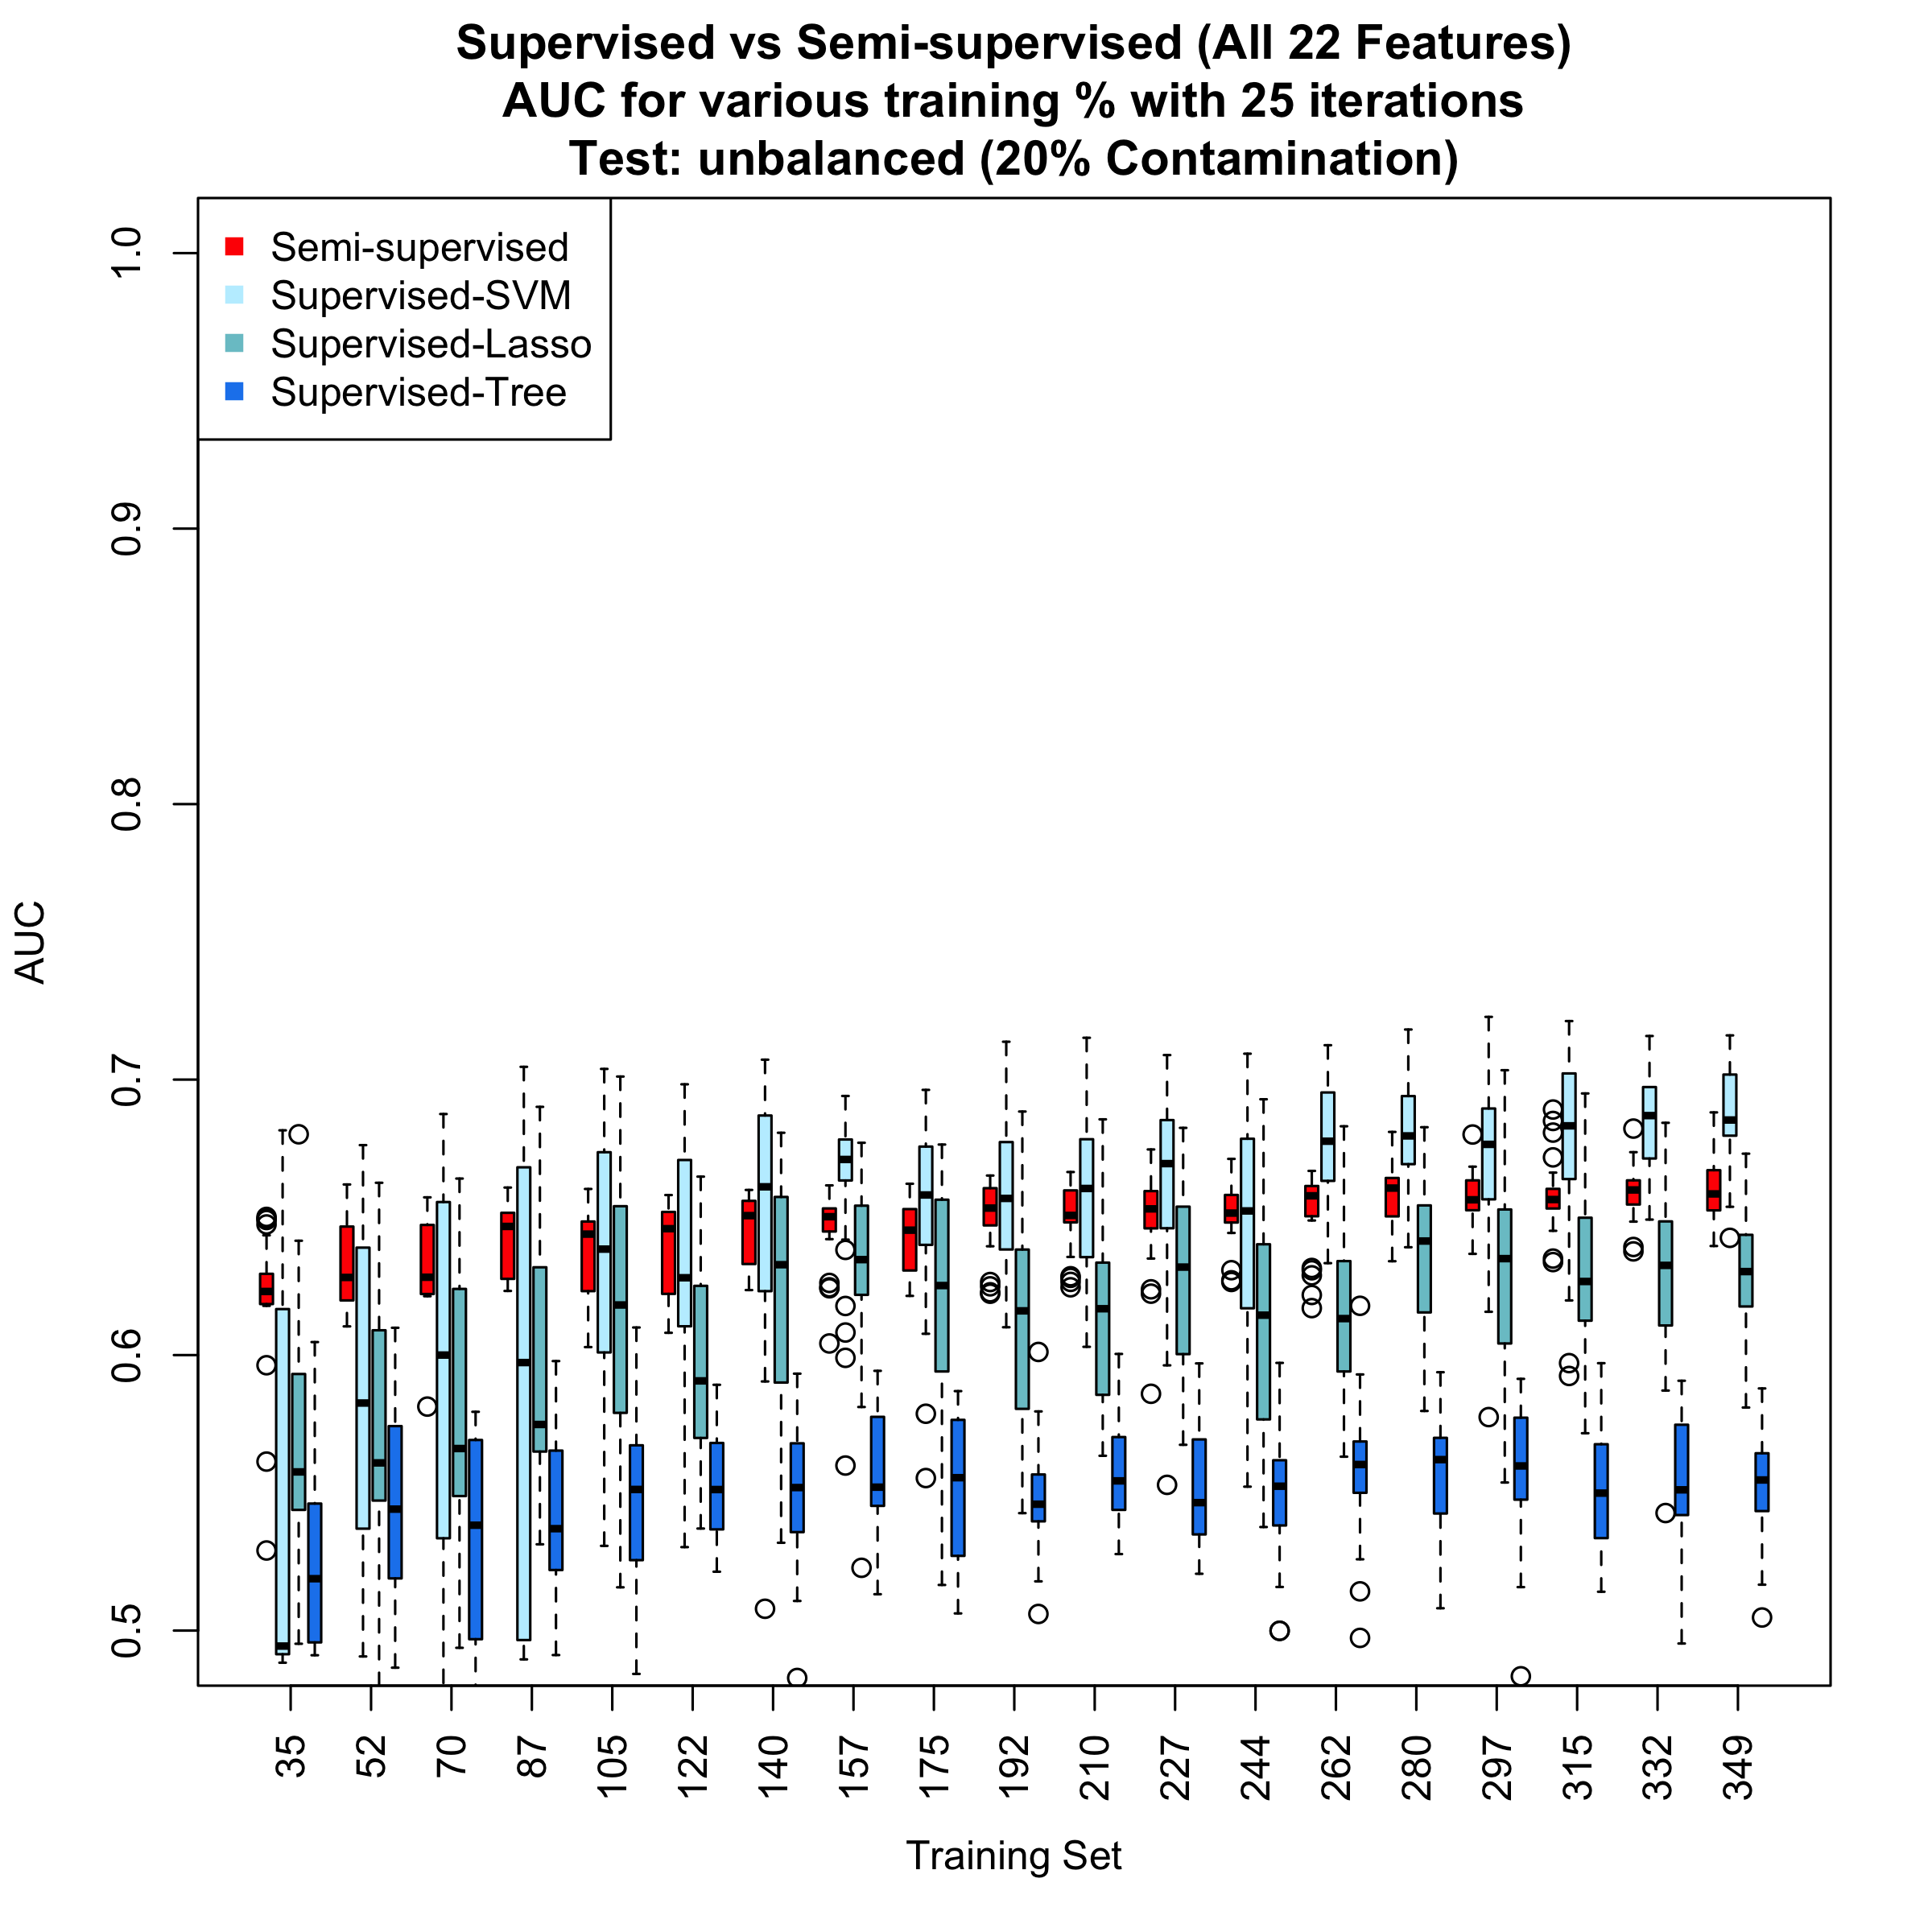 Supervised vs Semi-supervised (All 22 Features)
AUC for various training % with 25 iterations
Test: unbalanced (20% Contamination)
Semi-supervised
Supervised-SVM
Supervised-Lasso
Supervised-Tree
1.0
0.9
0.8
0.7
0.6
0.5
AUC
35 52 70 87 105 122 140 157 175 192 210 227 244 262 280 297 315 332 349
Training Set